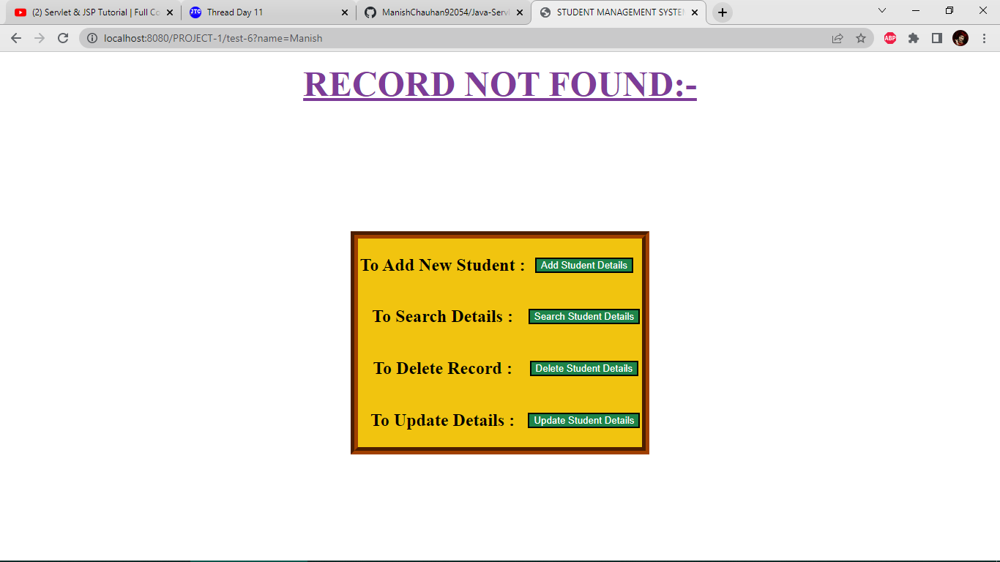 (2) Servlet & JSP Tutorial | Full Co
JTC Thread Day 11
ManishChauhan92054/Java-Servl
STUDENT MANAGEMENT SYSTEM
localhost:8080/PROJECT-1/test-6?name=Manish
ABP
RECORD NOT FOUND:-
To Add New Student : Add Student Details
To Search Details : Search Student Details
To Delete Record : Delete Student Details
To Update Details : Update Student Details